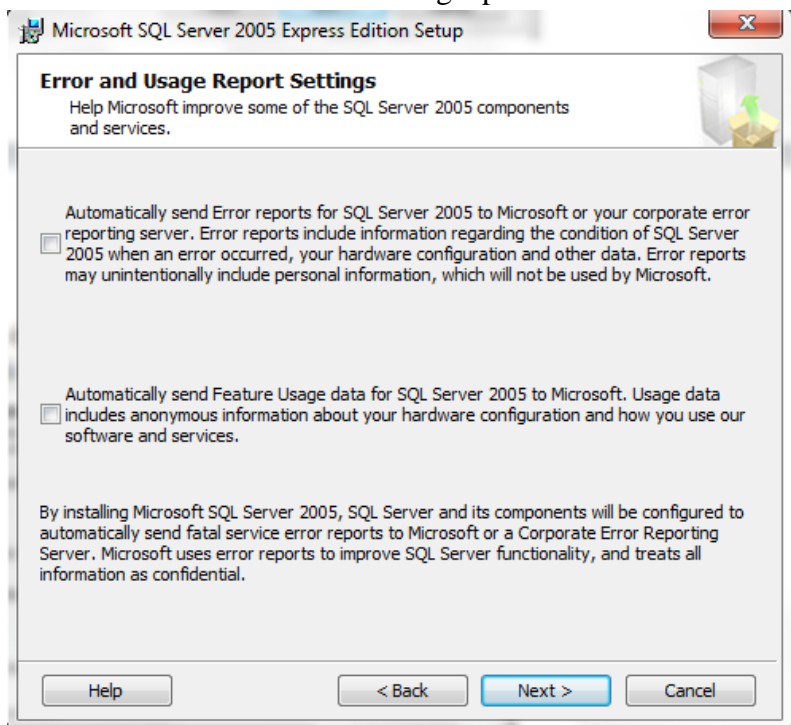 Microsoft SQL Server 2005 Express Edition Setup
Error and Usage Report Settings
Help Microsoft improve some of the SQL Server 2005 components
and services.
Automatically send Error reports for SQL Server 2005 to Microsoft or your corporate error
reporting server. Error reports include information regarding the condition of SQL Server
2005 when an error occurred, your hardware configuration and other data. Error reports
may unintentionally include personal information, which will not be used by Microsoft.
Automatically send Feature Usage data for SQL Server 2005 to Microsoft. Usage data
includes anonymous information about your hardware configuration and how you use our
software and services.
By installing Microsoft SQL Server 2005, SQL Server and its components will be configured to
automatically send fatal service error reports to Microsoft or a Corporate Error Reporting
Server. Microsoft uses error reports to improve SQL Server functionality, and treats all
information as confidential.
Help < Back Next > Cancel